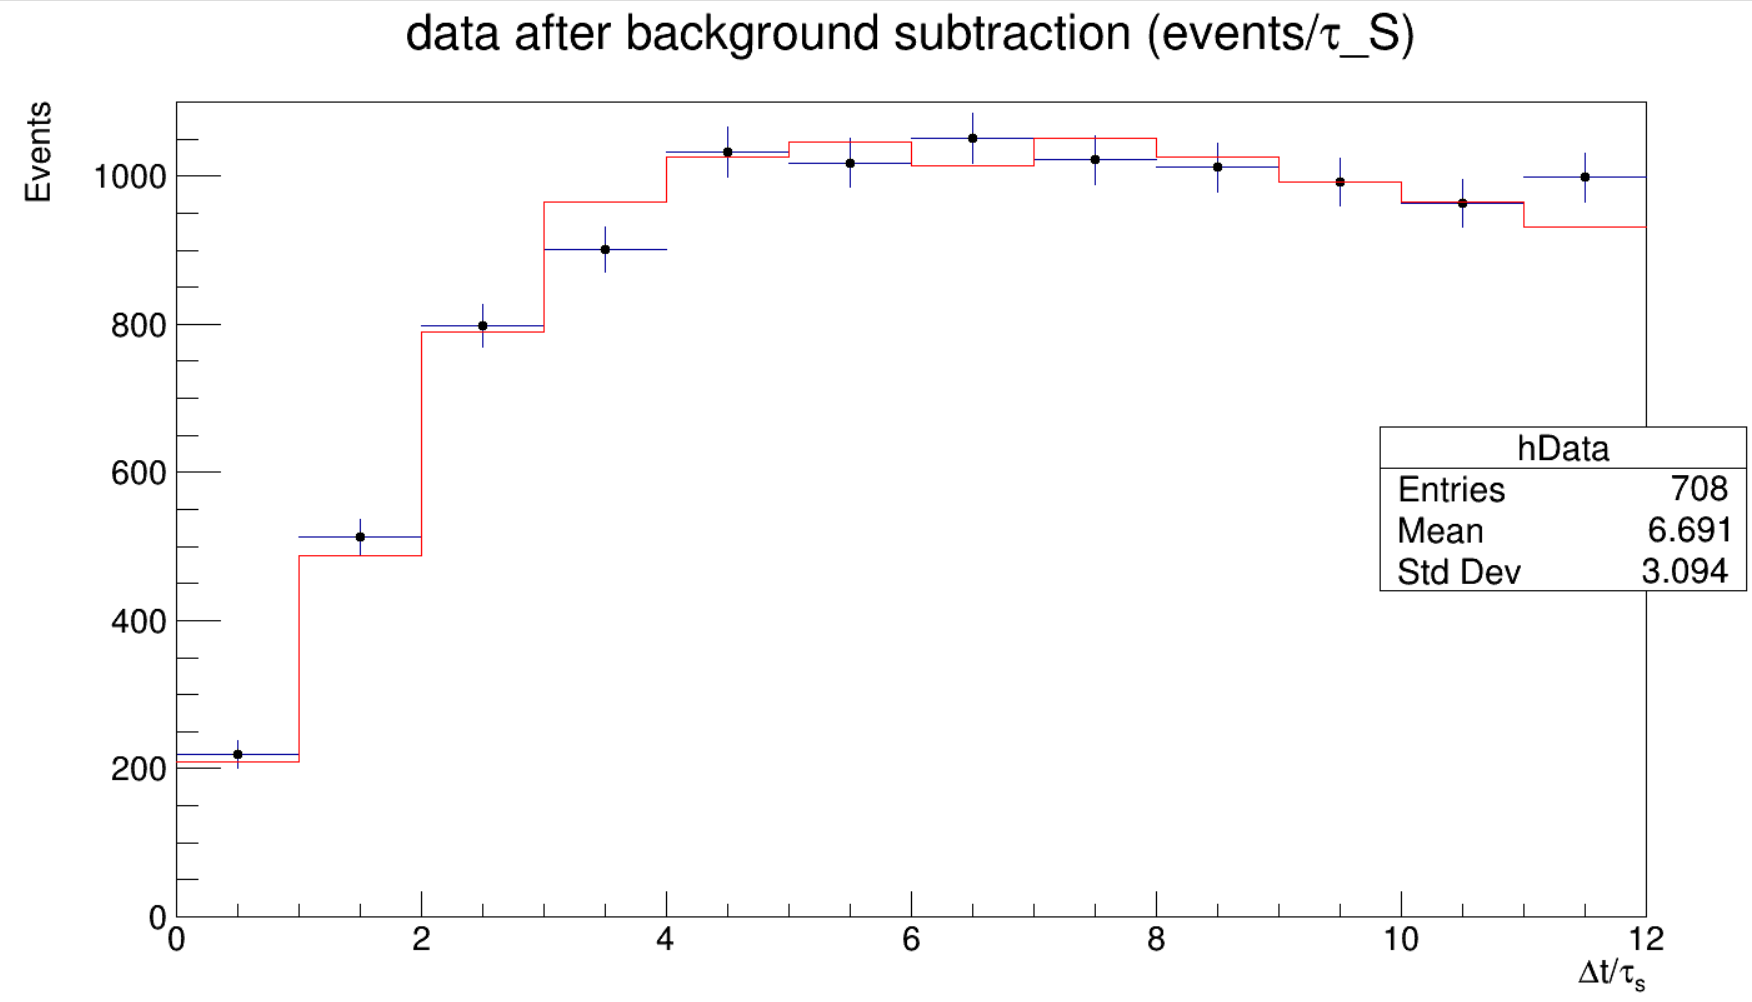 data after background subtraction (events/τ_S)
Events
1000
800
600
400
200
0
0 2 4 6 8 10 12
Δt/τs
hData
Entries 708
Mean 6.691
Std Dev 3.094